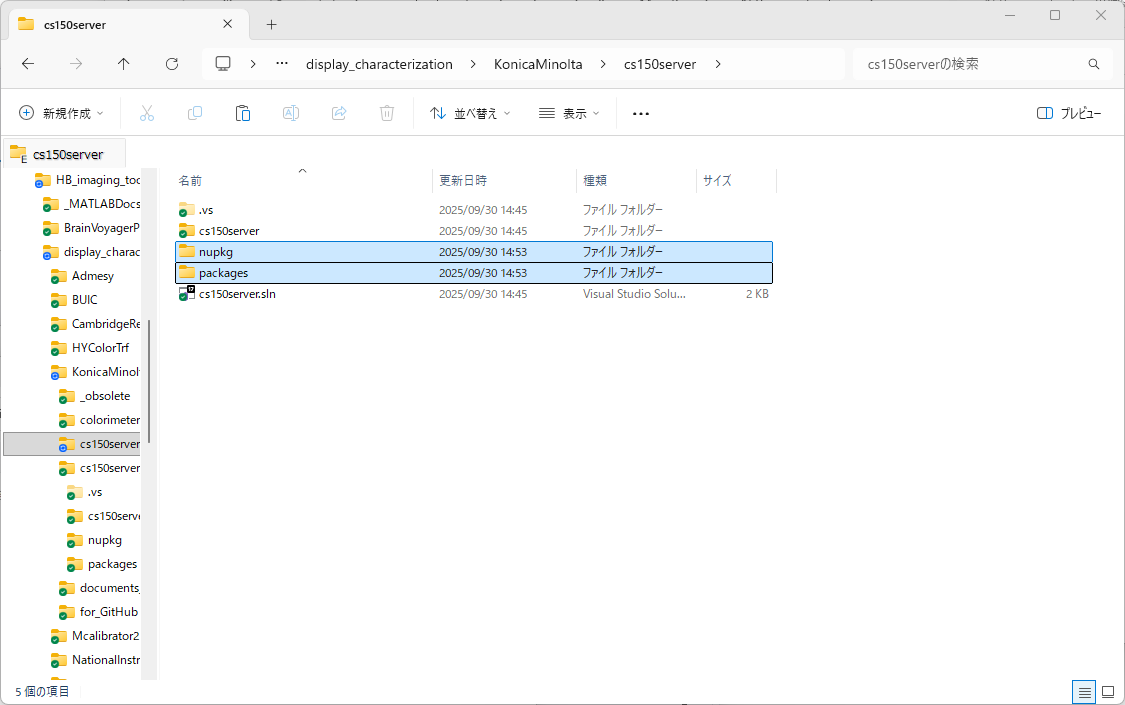 cs150server
display_characterization
KonicaMinolta
cs150server
cs150serverの検索
新規作成
並べ替え
表示
プレビュー
cs150server
HB_imaging_too
_MATLABDocs
BrainVoyagerP
display_charac
Admesy
BUIC
CambridgeRe
HYColorTrf
KonicaMinolt
_obsolete
colorimeter
cs150server
cs150server
.vs
cs150serve
nupkg
packages
documents_
for_GitHub
Mcalibrator2
NationalInstr
名前 更新日時 種類 サイズ
.vs 2025/09/30 14:45 ファイル フォルダー
cs150server 2025/09/30 14:45 ファイル フォルダー
nupkg 2025/09/30 14:53 ファイル フォルダー
packages 2025/09/30 14:53 ファイル フォルダー
cs150server.sln 2025/09/30 14:45 Visual Studio Solu... 2 KB
5 個の項目